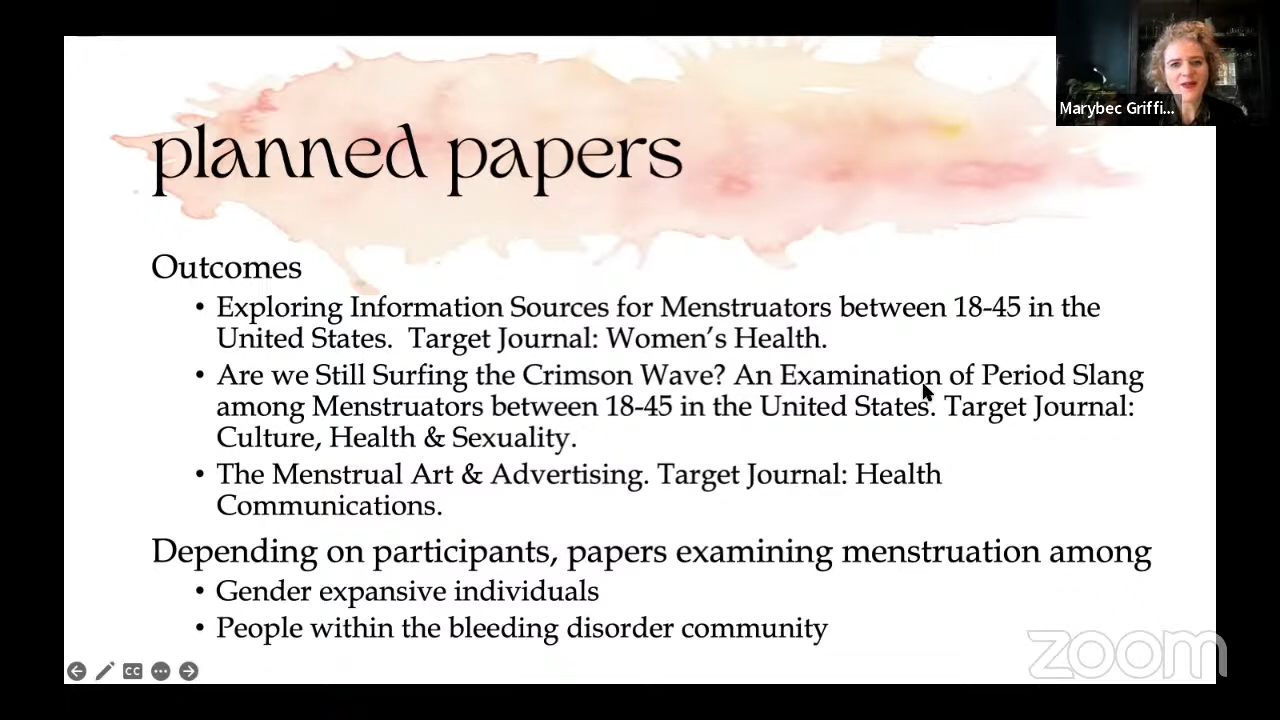 Marybec Griffi...
planned papers
Outcomes
• Exploring Information Sources for Menstruators between 18-45 in the
United States.  Target Journal: Women's Health.
• Are we Still Surfing the Crimson Wave? An Examination of Period Slang
among Menstruators between 18-45 in the United States. Target Journal:
Culture, Health & Sexuality.
• The Menstrual Art & Advertising. Target Journal: Health
Communications.
Depending on participants, papers examining menstruation among
• Gender expansive individuals
• People within the bleeding disorder community
CC
zoom